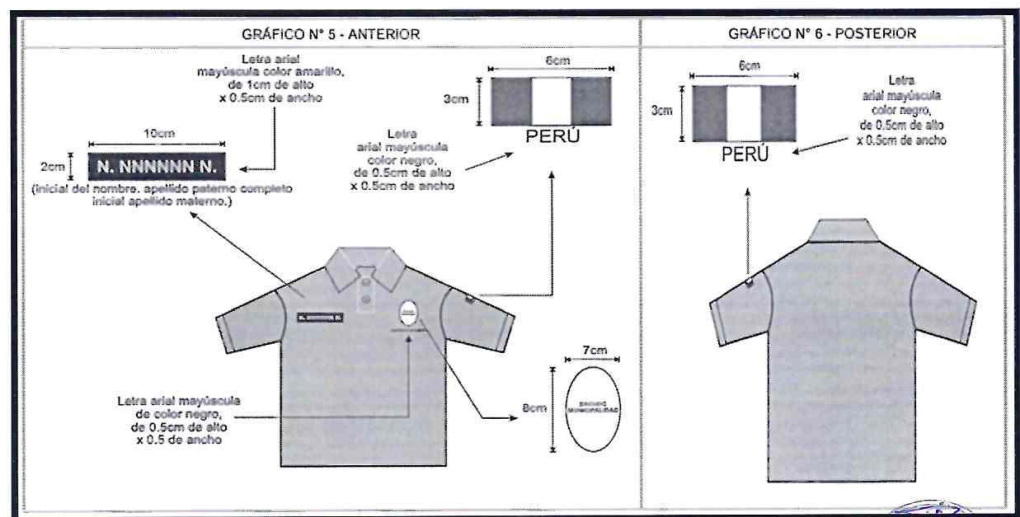 GRÁFICO N° 5 - ANTERIOR
Letra arial
mayúscula color amarillo,
de 1cm de alto
x 0.5cm de ancho
10cm
2cm
N. NNNNNN N.
(inicial del nombre. apellido paterno completo
inicial apellido materno.)
6cm
3cm
PERÚ
Letra
arial mayúscula
color negro,
de 0.5cm de alto
x 0.5cm de ancho
N. NNNNNN N.
Letra arial mayúscula
de color negro,
de 0.5cm de alto
x 0.5 de ancho
7cm
8cm
ESCUDO
MUNICIPALIDAD
GRÁFICO N° 6 - POSTERIOR
6cm
3cm
PERÚ
Letra
arial mayúscula
color negro,
de 0.5cm de alto
x 0.5cm de ancho